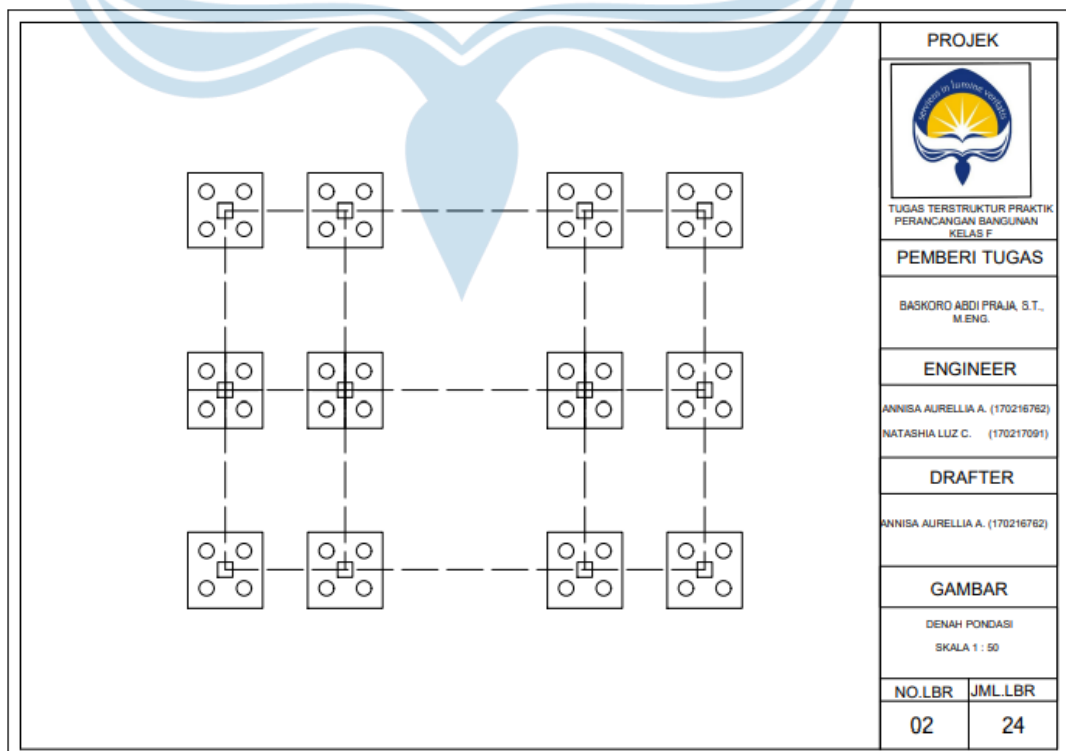 PROJEK
serviens in lumine veritatis
TUGAS TERSTRUKTUR PRAKTIK
PERANCANGAN BANGUNAN
KELAS F
PEMBERI TUGAS
BASKORO ABDI PRAJA, S.T.,
M.ENG.
ENGINEER
ANNISA AURELLIA A. (170216762)
NATASHIA LUZ C. (170217091)
DRAFTER
ANNISA AURELLIA A. (170216762)
GAMBAR
DENAH PONDASI
SKALA 1 : 50
NO.LBR JML.LBR
02 24